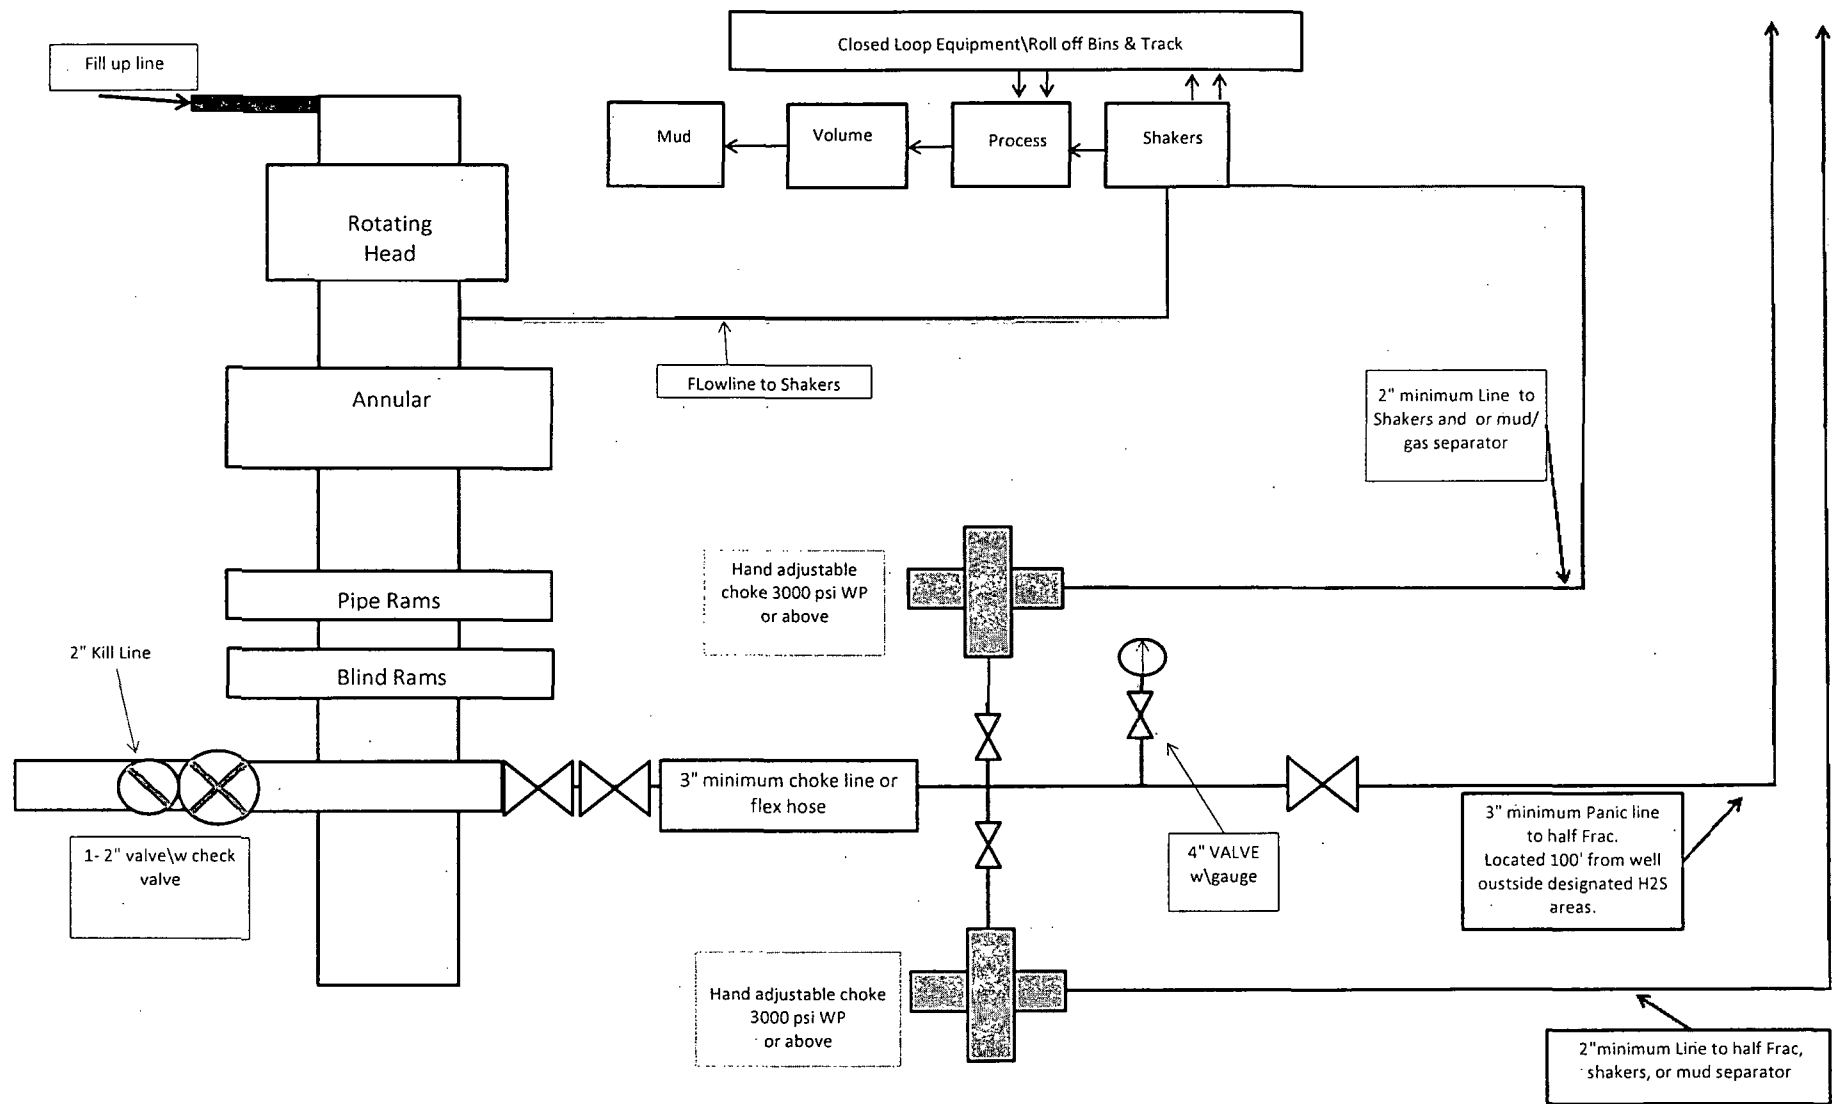 Closed Loop Equipment\Roll off Bins & Track
Fill up line
Mud
Volume
Process
Shakers
Rotating
Head
FLowline to Shakers
Annular
2" minimum Line to
Shakers and or mud/
gas separator
Hand adjustable
choke 3000 psi WP
or above
Pipe Rams
2" Kill Line
Blind Rams
3" minimum choke line or
flex hose
1- 2" valve\w check
valve
4" VALVE
w\gauge
3" minimum Panic line
to half Frac.
Located 100' from well
oustside designated H2S
areas.
Hand adjustable choke
3000 psi WP
or above
2"minimum Line to half Frac,
shakers, or mud separator